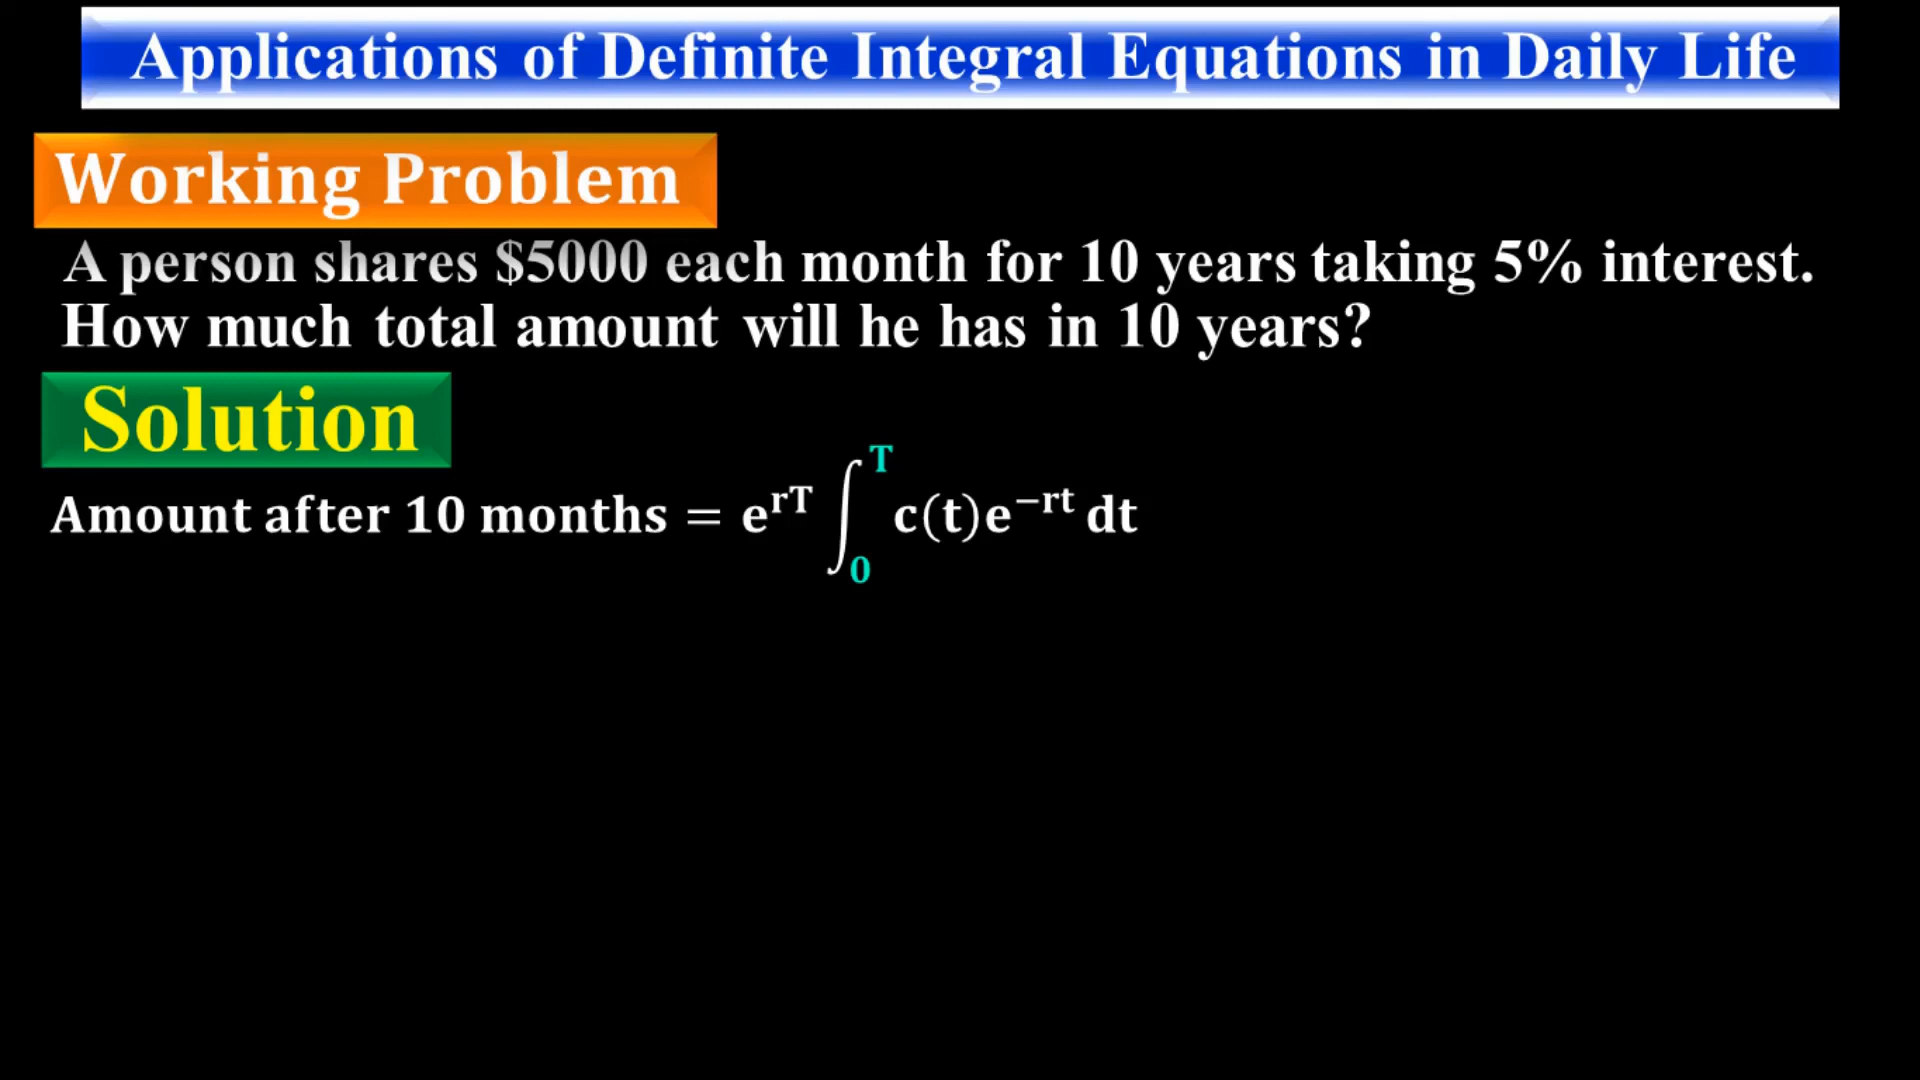 Applications of Definite Integral Equations in Daily Life
Working Problem
A person shares $5000 each month for 10 years taking 5% interest.
How much total amount will he has in 10 years?
Solution
Amount after 10 months = e^{rT} ∫_0^T c(t)e^{−rt} dt